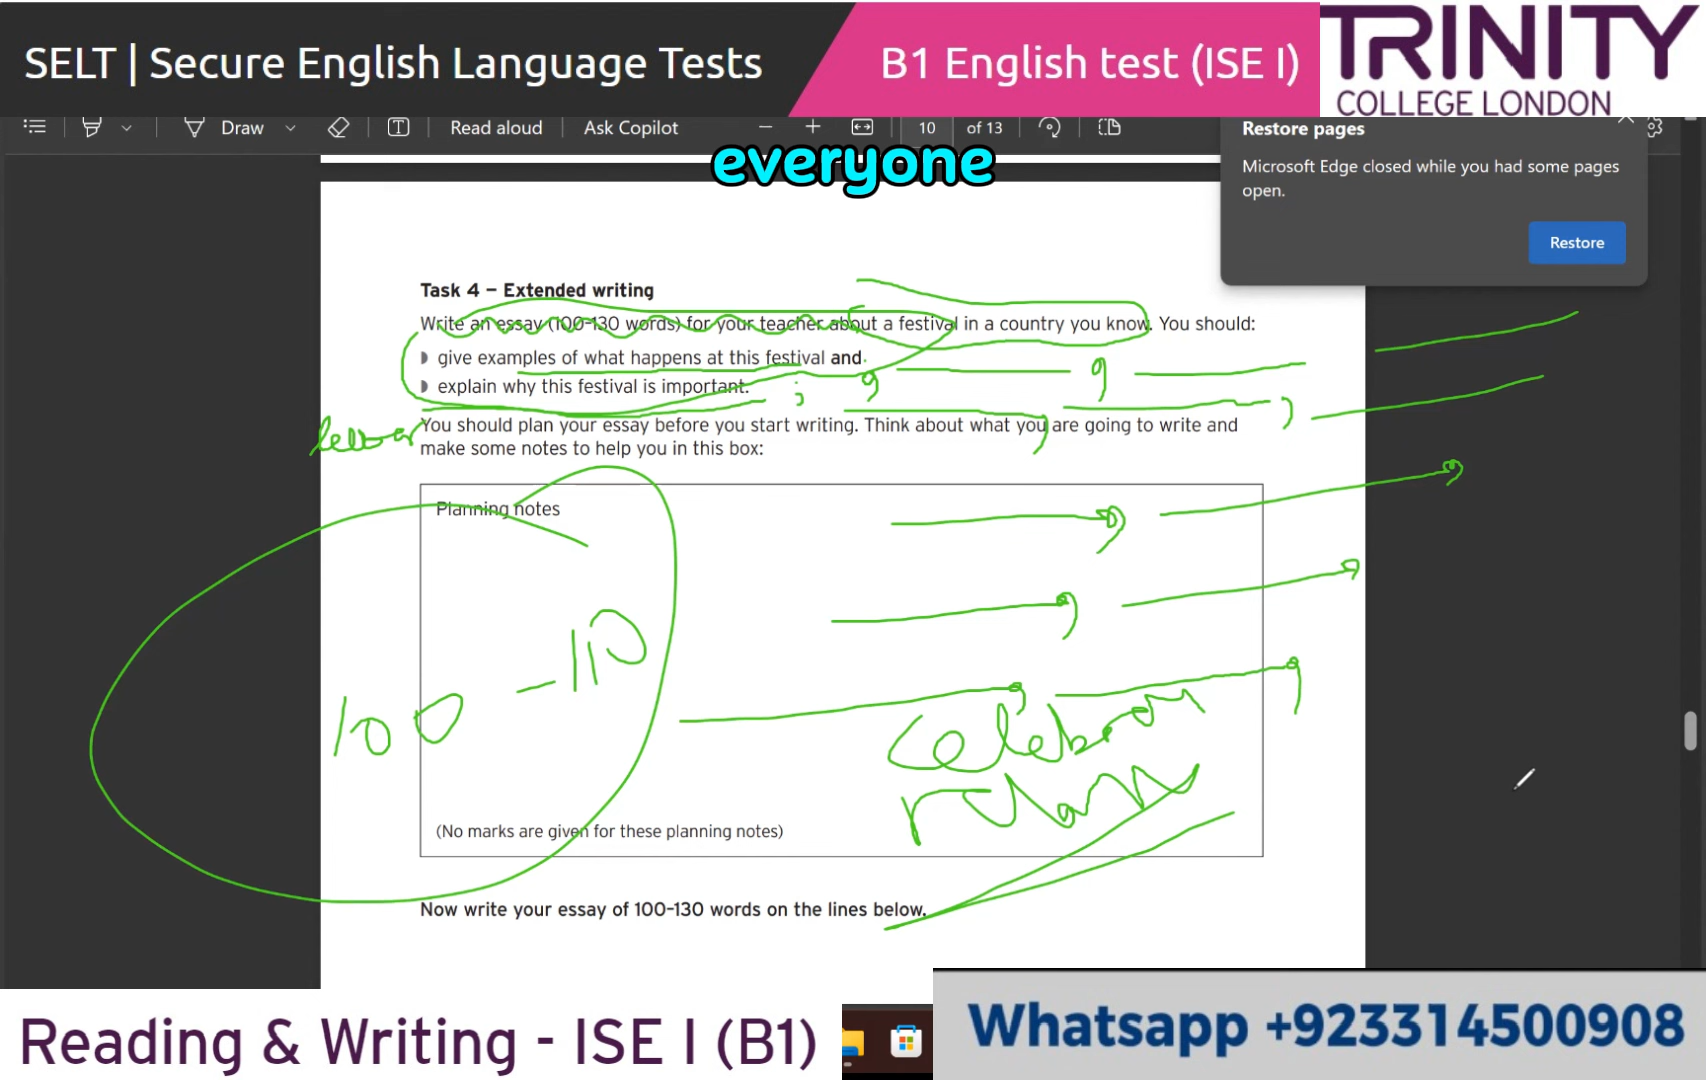 SELT | Secure English Language Tests
B1 English test (ISE I)
TRINITY
COLLEGE LONDON
Draw
Read aloud
Ask Copilot
10 of 13
Restore pages
Microsoft Edge closed while you had some pages
open.
Restore
everyone
Task 4 – Extended writing
Write an essay (100–130 words) for your teacher about a festival in a country you know. You should:
give examples of what happens at this festival and
explain why this festival is important.
You should plan your essay before you start writing. Think about what you are going to write and
make some notes to help you in this box:
Planning notes
100 - 110
(No marks are given for these planning notes)
Now write your essay of 100–130 words on the lines below.
Reading & Writing - ISE I (B1)
Whatsapp +923314500908